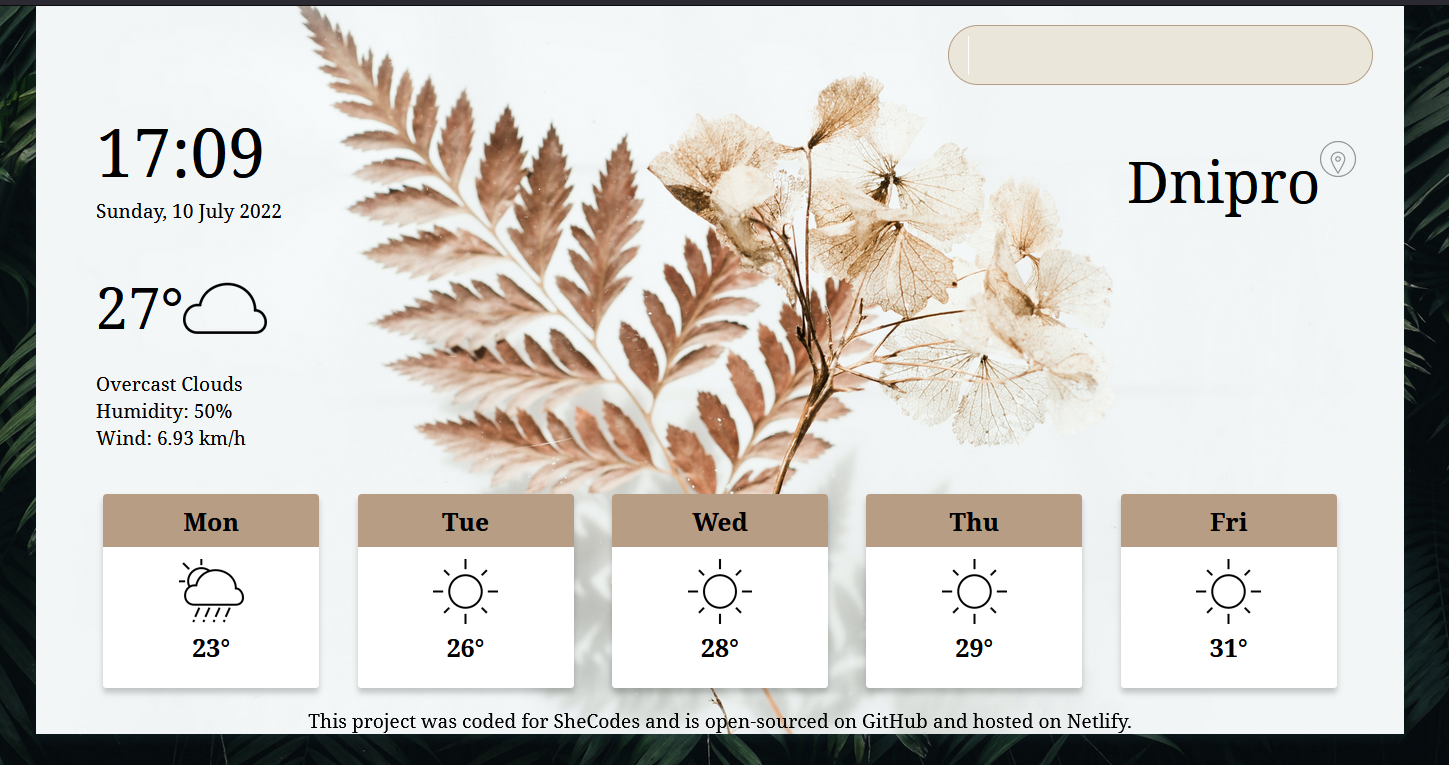 17:09
Sunday, 10 July 2022
Dnipro
27°
Overcast Clouds
Humidity: 50%
Wind: 6.93 km/h
Mon
23°
Tue
26°
Wed
28°
Thu
29°
Fri
31°
This project was coded for SheCodes and is open-sourced on GitHub and hosted on Netlify.